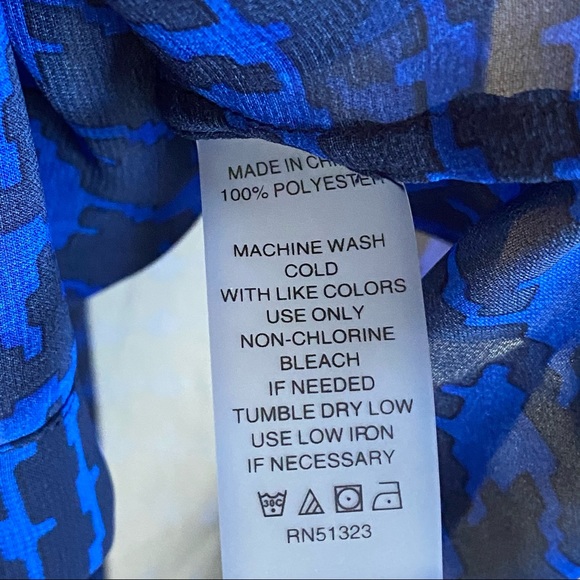 MADE IN
100% POLYESTER
MACHINE WASH
COLD
WITH LIKE COLORS
USE ONLY
NON-CHLORINE
BLEACH
IF NEEDED
TUMBLE DRY LOW
USE LOW IRON
IF NECESSARY
30C
RN51323